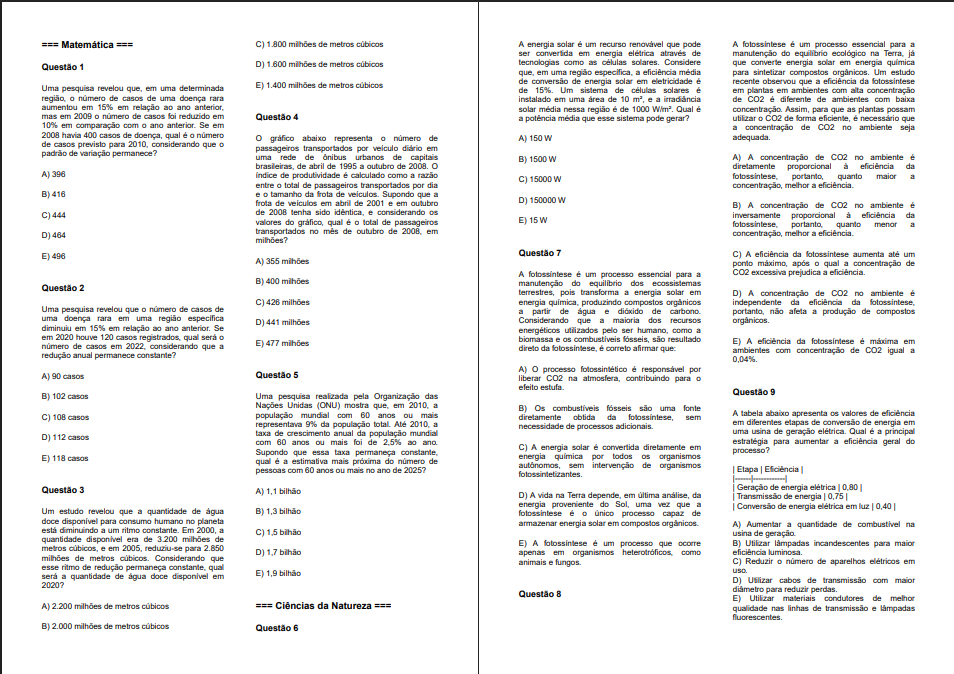 === Matemática ===
Questão 1
Uma pesquisa revelou que, em uma determinada
região, o número de casos de uma doença rara
aumentou em 15% em relação ao ano anterior,
mas em 2009 o número de casos foi reduzido em
10% em comparação com o ano anterior. Se em
2008 havia 400 casos de doença, qual é o número
de casos previsto para 2010, considerando que o
padrão de variação permanece?
A) 396
B) 416
C) 444
D) 464
E) 496
Questão 2
Uma pesquisa revelou que o número de casos de
uma doença rara em uma região específica
diminuiu em 15% em relação ao ano anterior. Se
em 2020 houve 120 casos registrados, qual será o
número de casos em 2022, considerando que a
redução anual permanece constante?
A) 90 casos
B) 102 casos
C) 108 casos
D) 112 casos
E) 118 casos
Questão 3
Um estudo revelou que a quantidade de água
doce disponível para consumo humano no planeta
está diminuindo a um ritmo constante. Em 2000, a
quantidade disponível era de 3.200 milhões de
metros cúbicos, e em 2005, reduziu-se para 2.850
milhões de metros cúbicos. Considerando que
esse ritmo de redução permaneça constante, qual
será a quantidade de água doce disponível em
2020?
A) 2.200 milhões de metros cúbicos
B) 2.000 milhões de metros cúbicos
C) 1.800 milhões de metros cúbicos
D) 1.600 milhões de metros cúbicos
E) 1.400 milhões de metros cúbicos
Questão 4
O gráfico abaixo representa o número de
passageiros transportados por veículo diário em
uma rede de ônibus urbanos de capitais
brasileiras, de abril de 1995 a outubro de 2008. O
índice de produtividade é calculado como a razão
entre o total de passageiros transportados por dia
e o tamanho da frota de veículos. Supondo que a
frota de veículos em abril de 2001 e em outubro
de 2008 tenha sido idêntica, e considerando os
valores do gráfico, qual é o total de passageiros
transportados no mês de outubro de 2008, em
milhões?
A) 355 milhões
B) 400 milhões
C) 426 milhões
D) 441 milhões
E) 477 milhões
Questão 5
Uma pesquisa realizada pela Organização das
Nações Unidas (ONU) mostra que, em 2010, a
população mundial com 60 anos ou mais
representava 9% da população total. Até 2010, a
taxa de crescimento anual da população mundial
com 60 anos ou mais foi de 2,5% ao ano.
Supondo que essa taxa permaneça constante,
qual é a estimativa mais próxima do número de
pessoas com 60 anos ou mais no ano de 2025?
A) 1,1 bilhão
B) 1,3 bilhão
C) 1,5 bilhão
D) 1,7 bilhão
E) 1,9 bilhão
=== Ciências da Natureza ===
Questão 6
A energia solar é um recurso renovável que pode
ser convertida em energia elétrica através de
tecnologias como as células solares. Considere
que, em uma região específica, a eficiência média
de conversão de energia solar em eletricidade é
de 15%. Um sistema de células solares é
instalado em uma área de 10 m², e a irradiância
solar média nessa região é de 1000 W/m². Qual é
a potência média que esse sistema pode gerar?
A) 150 W
B) 1500 W
C) 15000 W
D) 150000 W
E) 15 W
Questão 7
A fotossíntese é um processo essencial para a
manutenção do equilíbrio dos ecossistemas
terrestres, pois transforma a energia solar em
energia química, produzindo compostos orgânicos
a partir de água e dióxido de carbono.
Considerando que a maioria dos recursos
energéticos utilizados pelo ser humano, como a
biomassa e os combustíveis fósseis, são resultado
direto da fotossíntese, é correto afirmar que:
A) O processo fotossintético é responsável por
liberar CO2 na atmosfera, contribuindo para o
efeito estufa.
B) Os combustíveis fósseis são uma fonte
diretamente obtida da fotossíntese, sem
necessidade de processos adicionais.
C) A energia solar é convertida diretamente em
energia química por todos os organismos
autônomos, sem intervenção de organismos
fotossintetizantes.
D) A vida na Terra depende, em última análise, da
energia proveniente do Sol, uma vez que a
fotossíntese é o único processo capaz de
armazenar energia solar em compostos orgânicos.
E) A fotossíntese é um processo que ocorre
apenas em organismos heterotróficos, como
animais e fungos.
Questão 8
A fotossíntese é um processo essencial para a
manutenção do equilíbrio ecológico na Terra, já
que converte energia solar em energia química
para sintetizar compostos orgânicos. Um estudo
recente observou que a eficiência da fotossíntese
em plantas em ambientes com alta concentração
de CO2 é diferente de ambientes com baixa
concentração. Assim, para que as plantas possam
utilizar o CO2 de forma eficiente, é necessário que
a concentração de CO2 no ambiente seja
adequada.
A) A concentração de CO2 no ambiente é
diretamente proporcional à eficiência da
fotossíntese, portanto, quanto maior a
concentração, melhor a eficiência.
B) A concentração de CO2 no ambiente é
inversamente proporcional à eficiência da
fotossíntese, portanto, quanto menor a
concentração, melhor a eficiência.
C) A eficiência da fotossíntese aumenta até um
ponto máximo, após o qual a concentração de
CO2 excessiva prejudica a eficiência.
D) A concentração de CO2 no ambiente é
independente da eficiência da fotossíntese,
portanto, não afeta a produção de compostos
orgânicos.
E) A eficiência da fotossíntese é máxima em
ambientes com concentração de CO2 igual a
0,04%.
Questão 9
A tabela abaixo apresenta os valores de eficiência
em diferentes etapas de conversão de energia em
uma usina de geração elétrica. Qual é a principal
estratégia para aumentar a eficiência geral do
processo?
| Etapa | Eficiência |
|------|------------|
| Geração de energia elétrica | 0,80 |
| Transmissão de energia | 0,75 |
| Conversão de energia elétrica em luz | 0,40 |
A) Aumentar a quantidade de combustível na
usina de geração.
B) Utilizar lâmpadas incandescentes para maior
eficiência luminosa.
C) Reduzir o número de aparelhos elétricos em
uso.
D) Utilizar cabos de transmissão com maior
diâmetro para reduzir perdas.
E) Utilizar materiais condutores de melhor
qualidade nas linhas de transmissão e lâmpadas
fluorescentes.